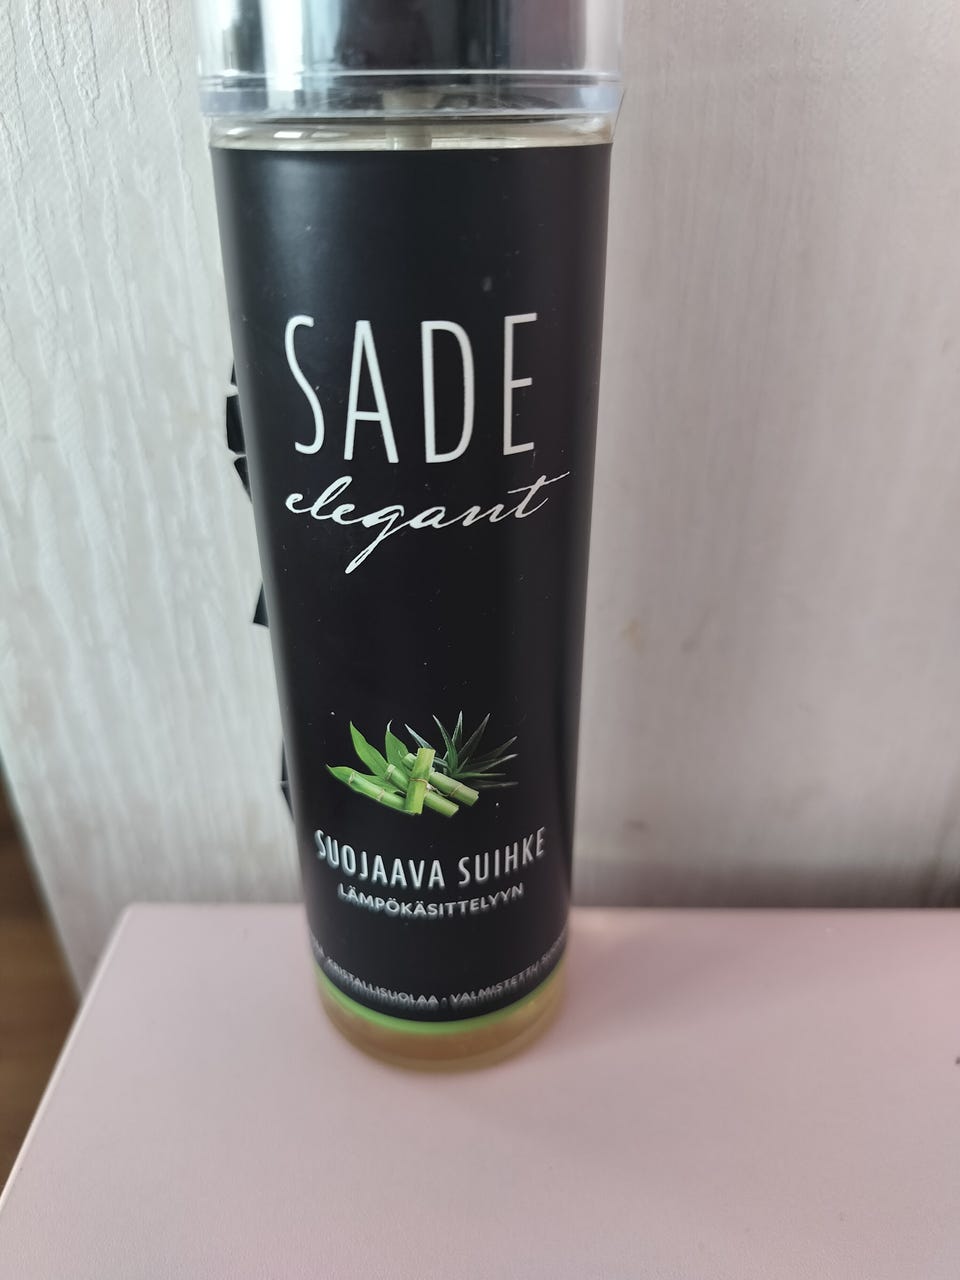 SADE
elegant
SUOJAAVA SUIHKE
LÄMPÖKÄSITTELYYN
KRISTALLISUOLAA · VALMISTETTU